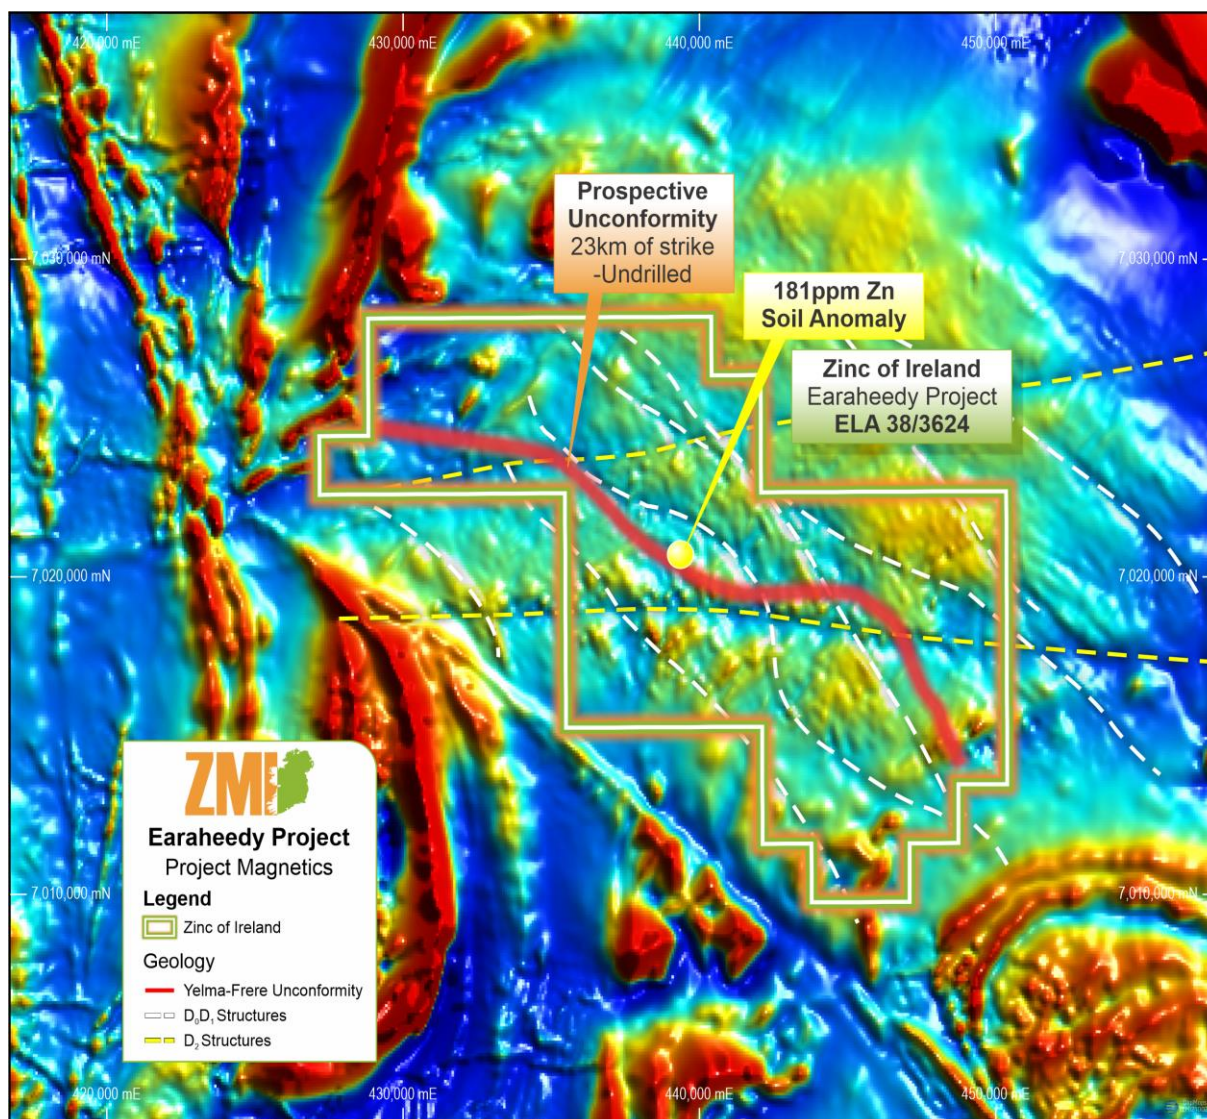 420,000 mE
430,000 mE
440,000 mE
450,000 mE
Prospective
Unconformity
23km of strike
-Undrilled
7,030,000 mN
7,030,000 mN
181ppm Zn
Soil Anomaly
Zinc of Ireland
Earaheedy Project
ELA 38/3624
7,020,000 mN
7,020,000 mN
ZMI
Earaheedy Project
Project Magnetics
Legend
Zinc of Ireland
Geology
Yelma-Frere Unconformity
D₀D₁ Structures
D₂ Structures
7,010,000 mN
7,010,000 mN
420,000 mE
430,000 mE
440,000 mE
450,000 mE